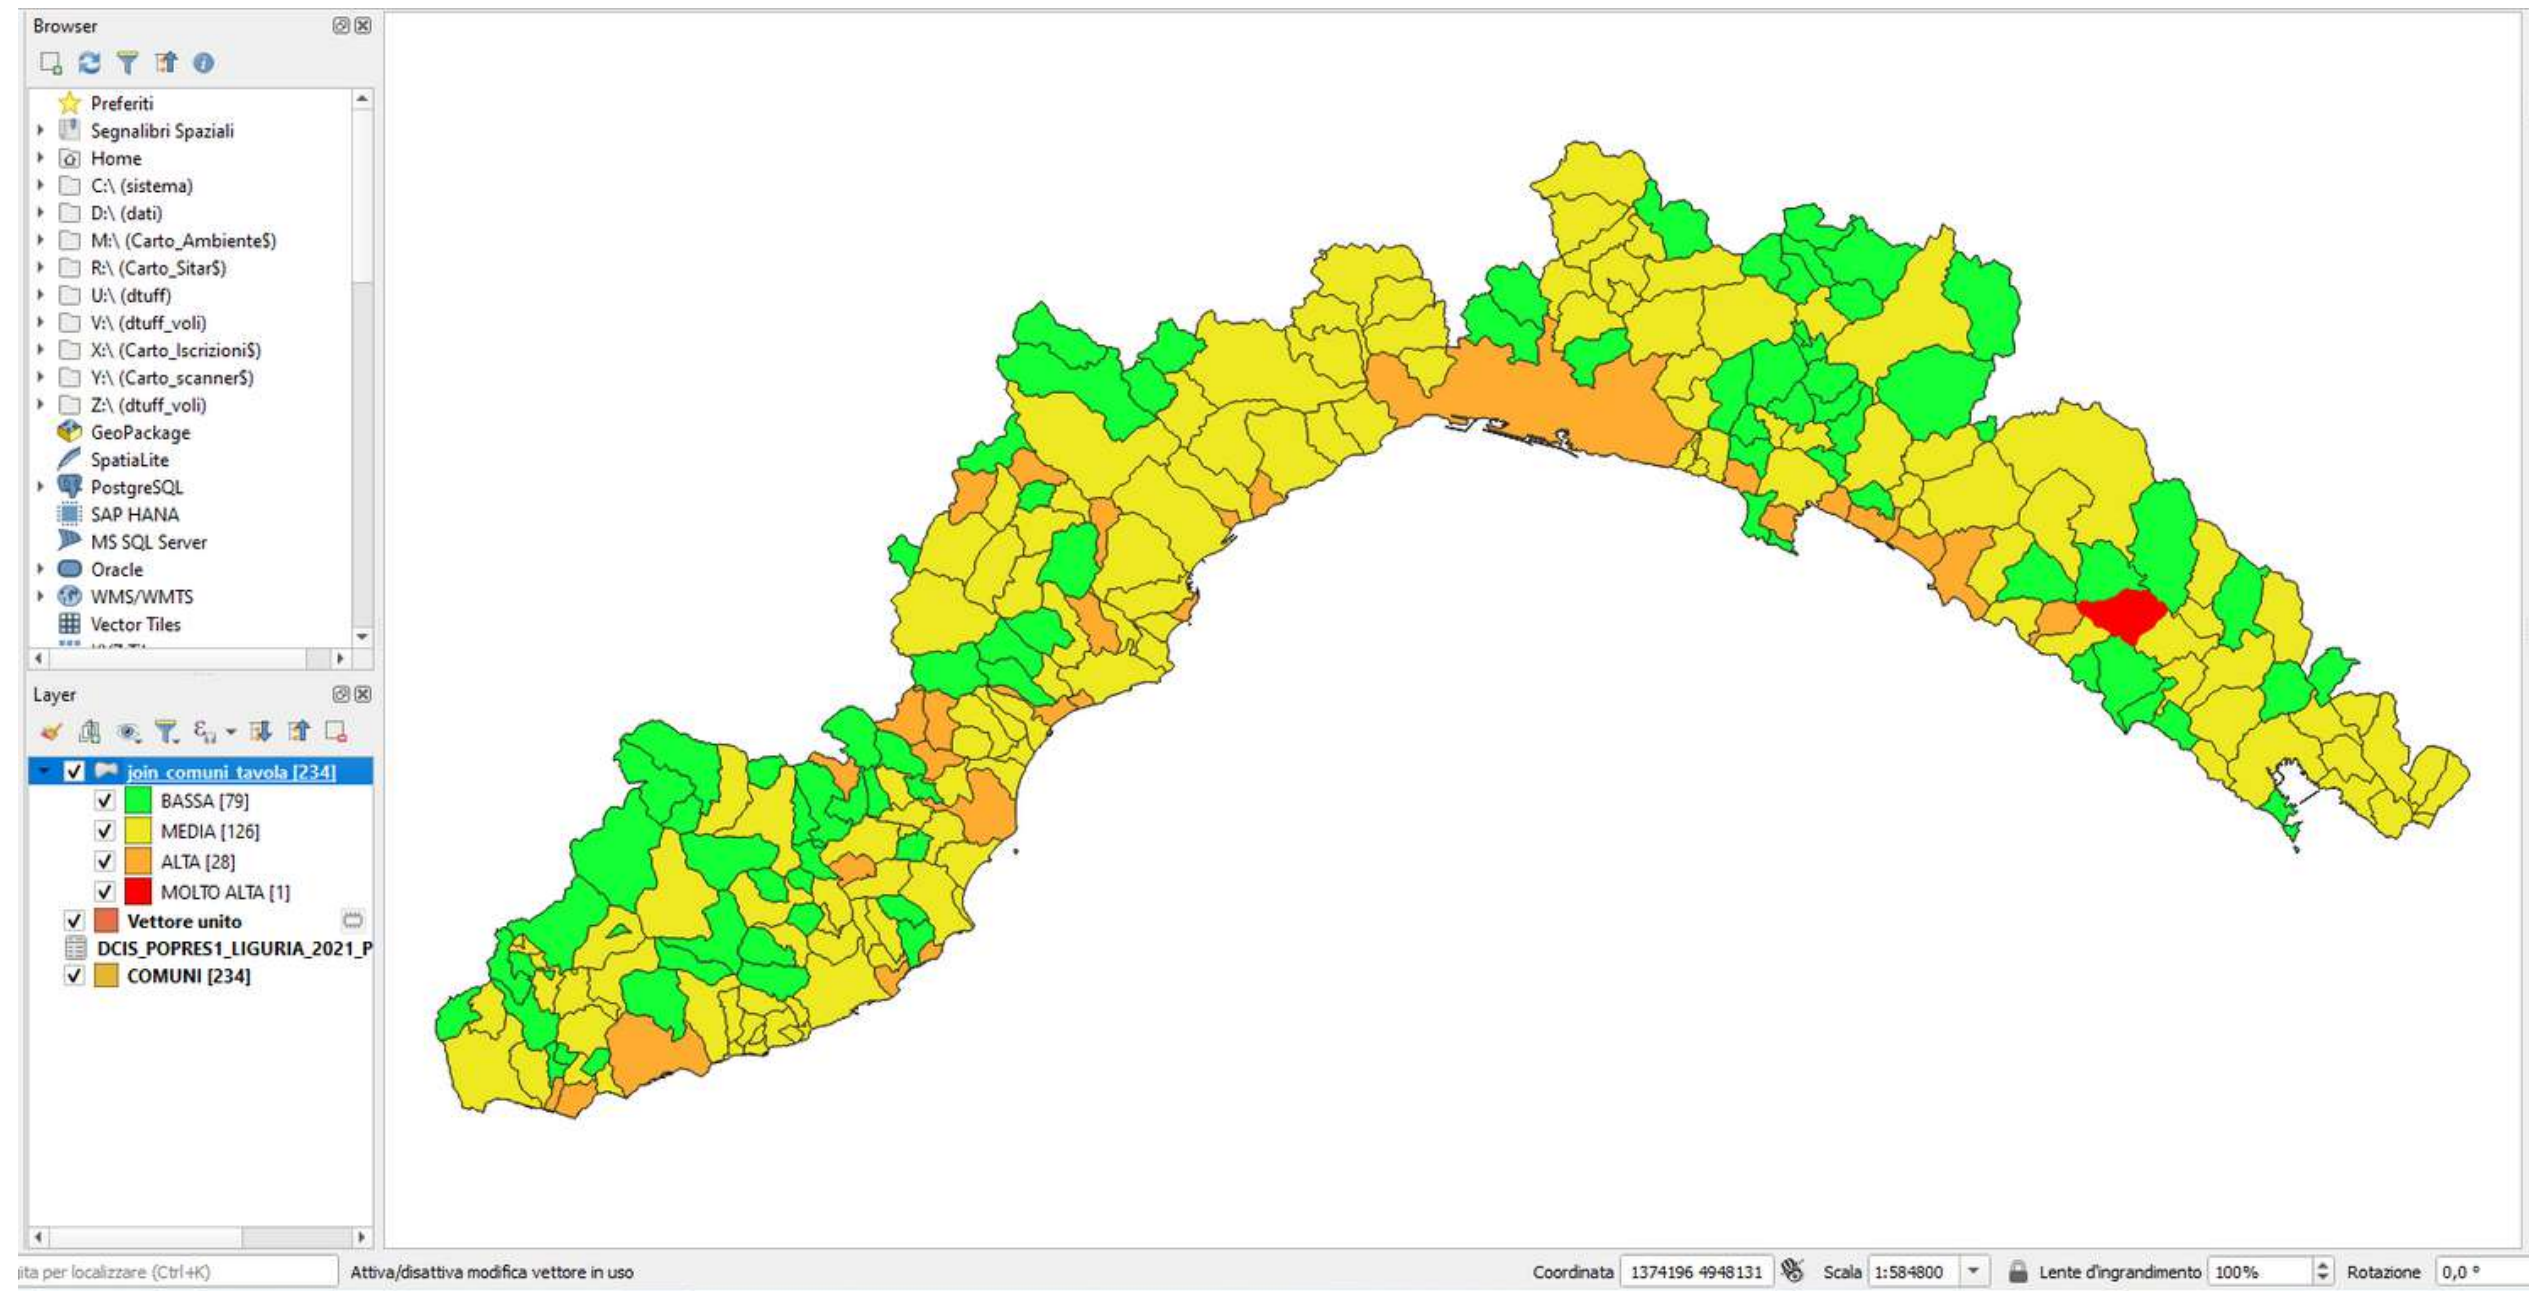 Browser
Preferiti
Segnalibri Spaziali
Home
C:\ (sistema)
D:\ (dati)
M:\ (Carto_Ambiente$)
R:\ (Carto_Sitar$)
U:\ (dtuff)
V:\ (dtuff_voli)
X:\ (Carto_Iscrizioni$)
Y:\ (Carto_scanner$)
Z:\ (dtuff_voli)
GeoPackage
SpatiaLite
PostgreSQL
SAP HANA
MS SQL Server
Oracle
WMS/WMTS
Vector Tiles
Layer
join_comuni_tavola [234]
BASSA [79]
MEDIA [126]
ALTA [28]
MOLTO ALTA [1]
Vettore unito
DCIS_POPRES1_LIGURIA_2021_P
COMUNI [234]
per localizzare (Ctrl+K)
Attiva/disattiva modifica vettore in uso
Coordinata 1374196 4948131
Scala 1:584800
Lente d'ingrandimento 100%
Rotazione 0,0 °